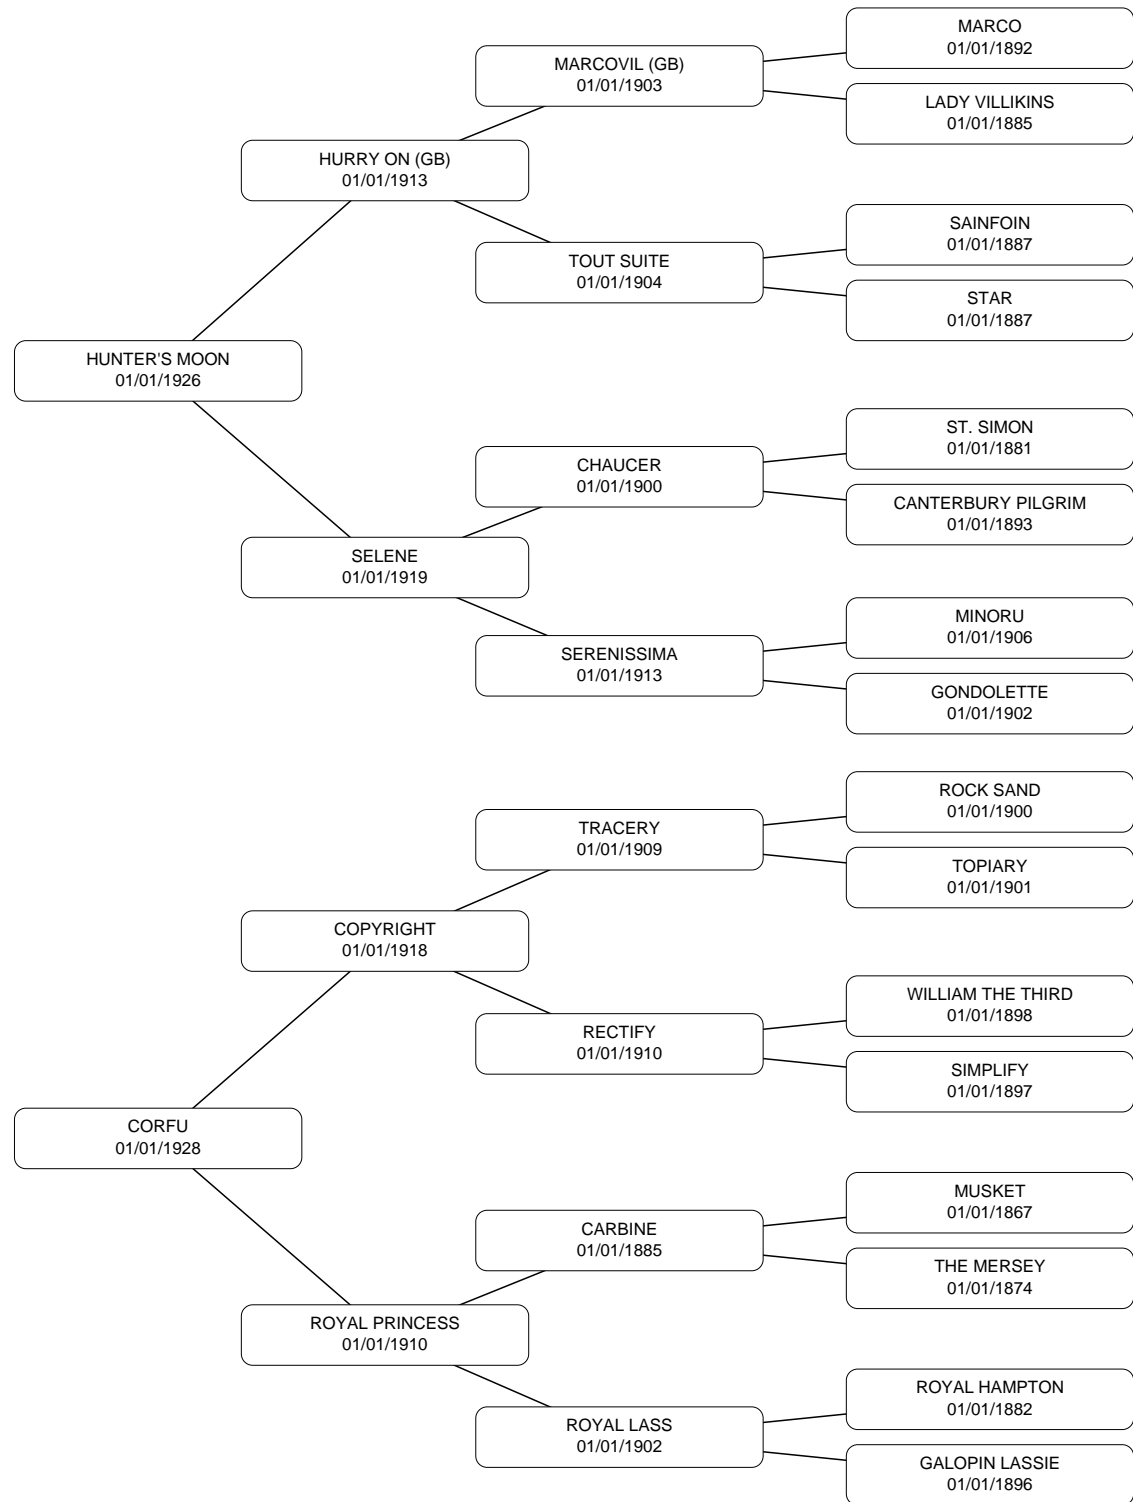 MARCO
01/01/1892
MARCOVIL (GB)
01/01/1903
LADY VILLIKINS
01/01/1885
HURRY ON (GB)
01/01/1913
SAINFOIN
01/01/1887
TOUT SUITE
01/01/1904
STAR
01/01/1887
HUNTER'S MOON
01/01/1926
ST. SIMON
01/01/1881
CHAUCER
01/01/1900
CANTERBURY PILGRIM
01/01/1893
SELENE
01/01/1919
MINORU
01/01/1906
SERENISSIMA
01/01/1913
GONDOLETTE
01/01/1902
ROCK SAND
01/01/1900
TRACERY
01/01/1909
TOPIARY
01/01/1901
COPYRIGHT
01/01/1918
WILLIAM THE THIRD
01/01/1898
RECTIFY
01/01/1910
SIMPLIFY
01/01/1897
CORFU
01/01/1928
MUSKET
01/01/1867
CARBINE
01/01/1885
THE MERSEY
01/01/1874
ROYAL PRINCESS
01/01/1910
ROYAL HAMPTON
01/01/1882
ROYAL LASS
01/01/1902
GALOPIN LASSIE
01/01/1896